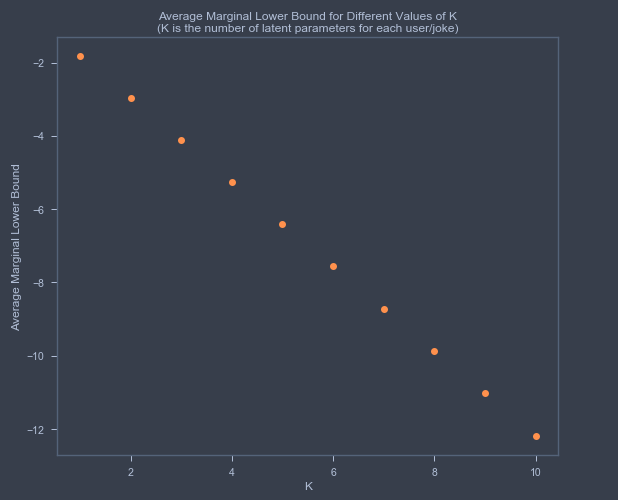 Average Marginal Lower Bound for Different Values of K
(K is the number of latent parameters for each user/joke)
Average Marginal Lower Bound
−2
−4
−6
−8
−10
−12
2
4
6
8
10
K